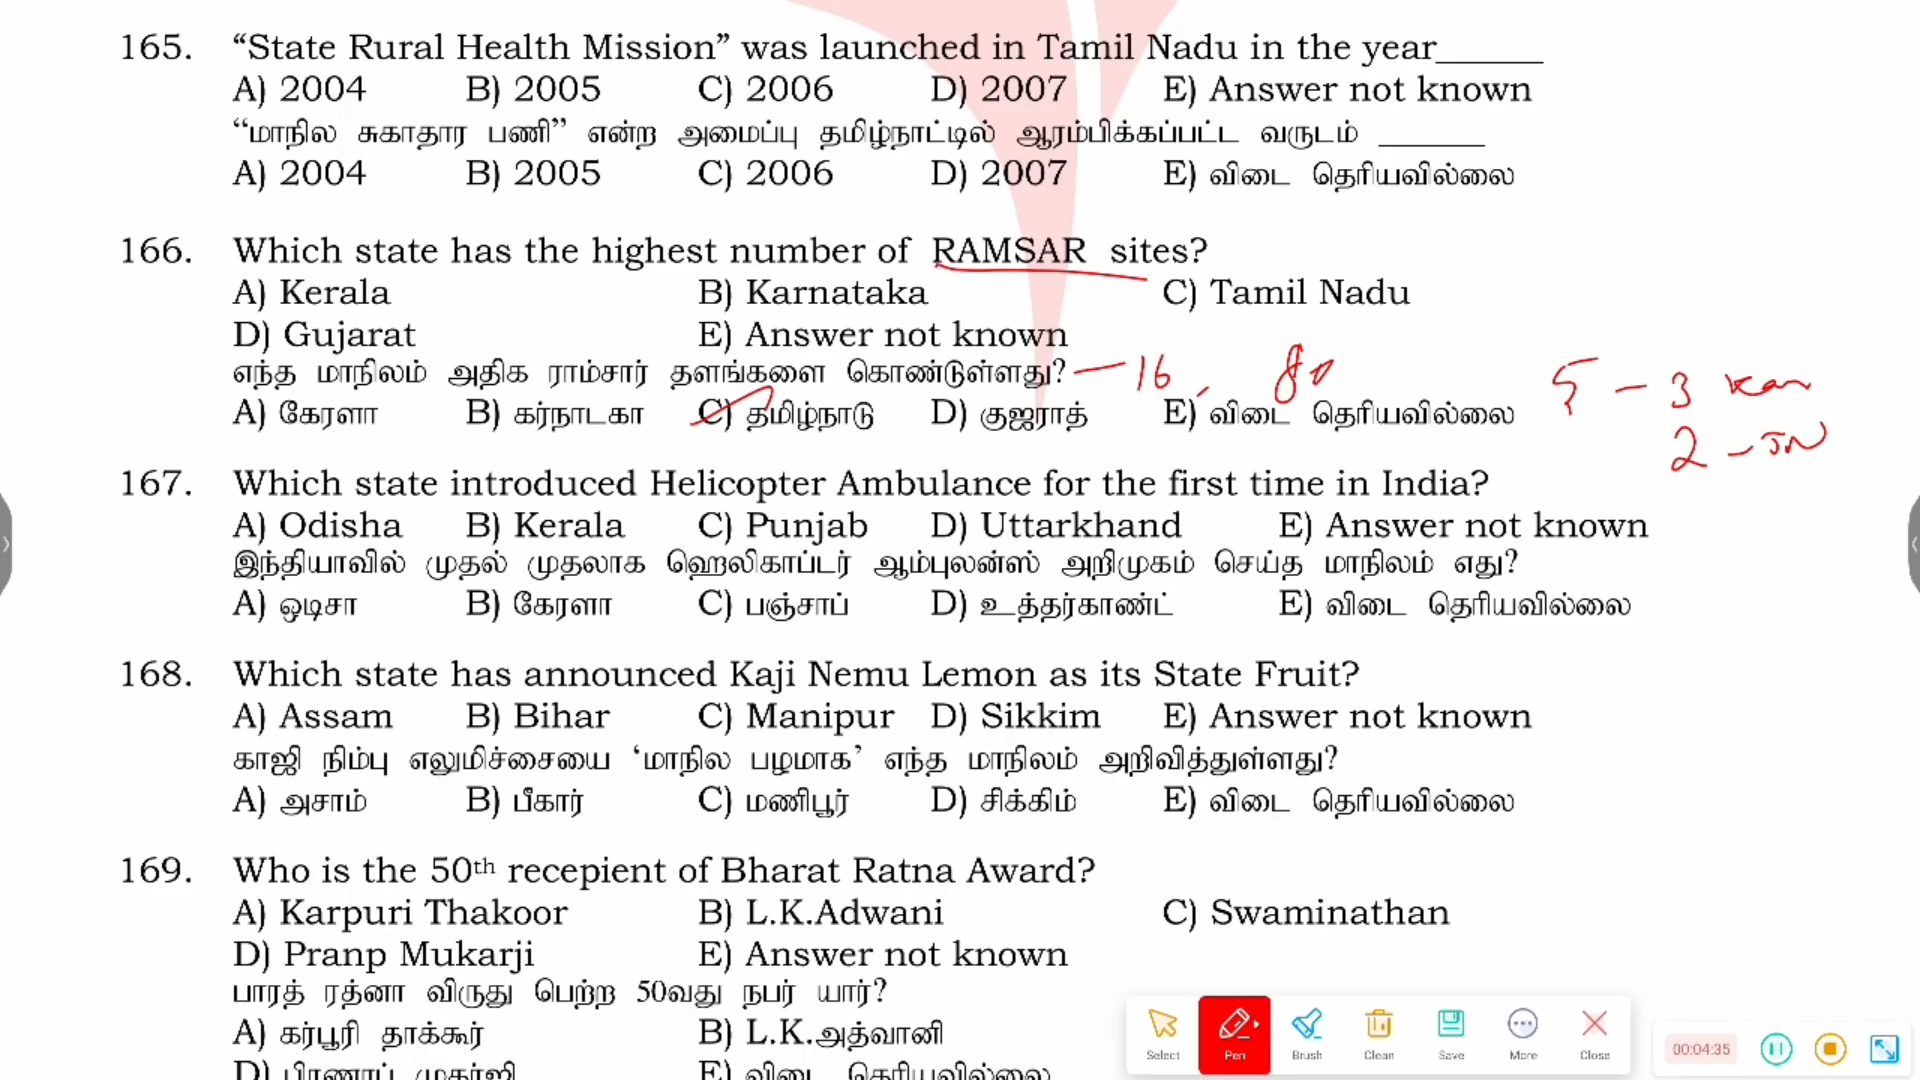 165. “State Rural Health Mission” was launched in Tamil Nadu in the year______
A) 2004 B) 2005 C) 2006 D) 2007 E) Answer not known
“மாநில சுகாதார பணி” என்ற அமைப்பு தமிழ்நாட்டில் ஆரம்பிக்கப்பட்ட வருடம் ______
A) 2004 B) 2005 C) 2006 D) 2007 E) விடை தெரியவில்லை
166. Which state has the highest number of RAMSAR sites?
A) Kerala B) Karnataka C) Tamil Nadu
D) Gujarat E) Answer not known
எந்த மாநிலம் அதிக ராம்சார் தளங்களை கொண்டுள்ளது? – 16, 80 5 – 3 Kar
A) கேரளா B) கர்நாடகா C) தமிழ்நாடு D) குஜராத் E) விடை தெரியவில்லை
2 – TN
167. Which state introduced Helicopter Ambulance for the first time in India?
A) Odisha B) Kerala C) Punjab D) Uttarkhand E) Answer not known
இந்தியாவில் முதல் முதலாக ஹெலிகாப்டர் ஆம்புலன்ஸ் அறிமுகம் செய்த மாநிலம் எது?
A) ஒடிசா B) கேரளா C) பஞ்சாப் D) உத்தர்காண்ட் E) விடை தெரியவில்லை
168. Which state has announced Kaji Nemu Lemon as its State Fruit?
A) Assam B) Bihar C) Manipur D) Sikkim E) Answer not known
காஜி நிம்பு எலுமிச்சையை ‘மாநில பழமாக’ எந்த மாநிலம் அறிவித்துள்ளது?
A) அசாம் B) பீகார் C) மணிபூர் D) சிக்கிம் E) விடை தெரியவில்லை
169. Who is the 50th recepient of Bharat Ratna Award?
A) Karpuri Thakoor B) L.K.Adwani C) Swaminathan
D) Pranp Mukarji E) Answer not known
பாரத் ரத்னா விருது பெற்ற 50வது நபர் யார்?
A) கர்பூரி தாக்கூர் B) L.K.அத்வானி
D) பிரணாப் முகர்ஜி E) விடை தெரியவில்லை
Select Pen Brush Clean Save More Close
00:04:35